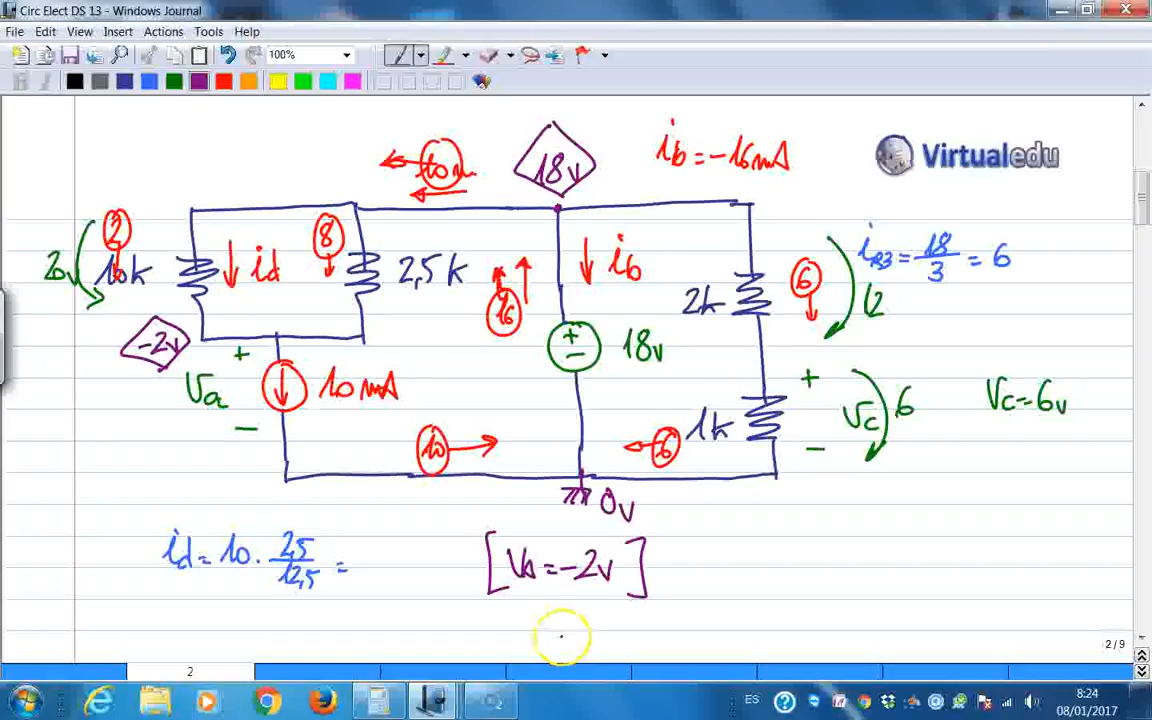 Circ Elect DS 13 - Windows Journal
File Edit View Insert Actions Tools Help
100%
10m
18v
ib = -16mA
Virtualedu
2
8
iR3 = 18/3 = 6
20v
10k
id
2,5k
ib
6
2k
12
16
-2v
+
+
-
18v
Va
10mA
+
Vc
6
Vc = 6v
-
10
6
1k
-
0v
id = 10 · 2,5/12,5 =
[Va = -2v]
2 / 9
2
ES
8:24
08/01/2017